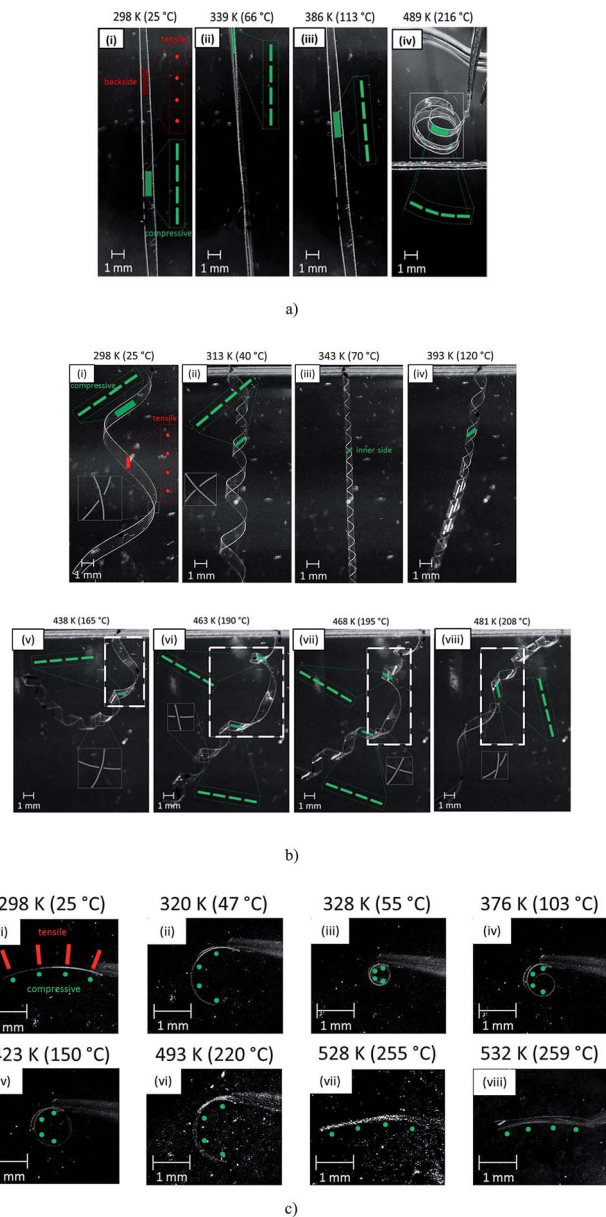 298 K (25 °C) 339 K (66 °C) 386 K (113 °C) 489 K (216 °C)
(i) tensile (ii) (iii) (iv)
backside
compressive
1 mm 1 mm 1 mm 1 mm
a)
298 K (25 °C) 313 K (40 °C) 343 K (70 °C) 393 K (120 °C)
(i) (ii) (iii) (iv)
compressive
tensile
inner side
1 mm 1 mm 1 mm 1 mm
438 K (165 °C) 463 K (190 °C) 468 K (195 °C) 481 K (208 °C)
(v) (vi) (vii) (viii)
1 mm 1 mm 1 mm 1 mm
b)
298 K (25 °C) 320 K (47 °C) 328 K (55 °C) 376 K (103 °C)
i) tensile (ii) (iii) (iv)
compressive
mm 1 mm 1 mm 1 mm
423 K (150 °C) 493 K (220 °C) 528 K (255 °C) 532 K (259 °C)
v) (vi) (vii) (viii)
mm 1 mm 1 mm 1 mm
c)